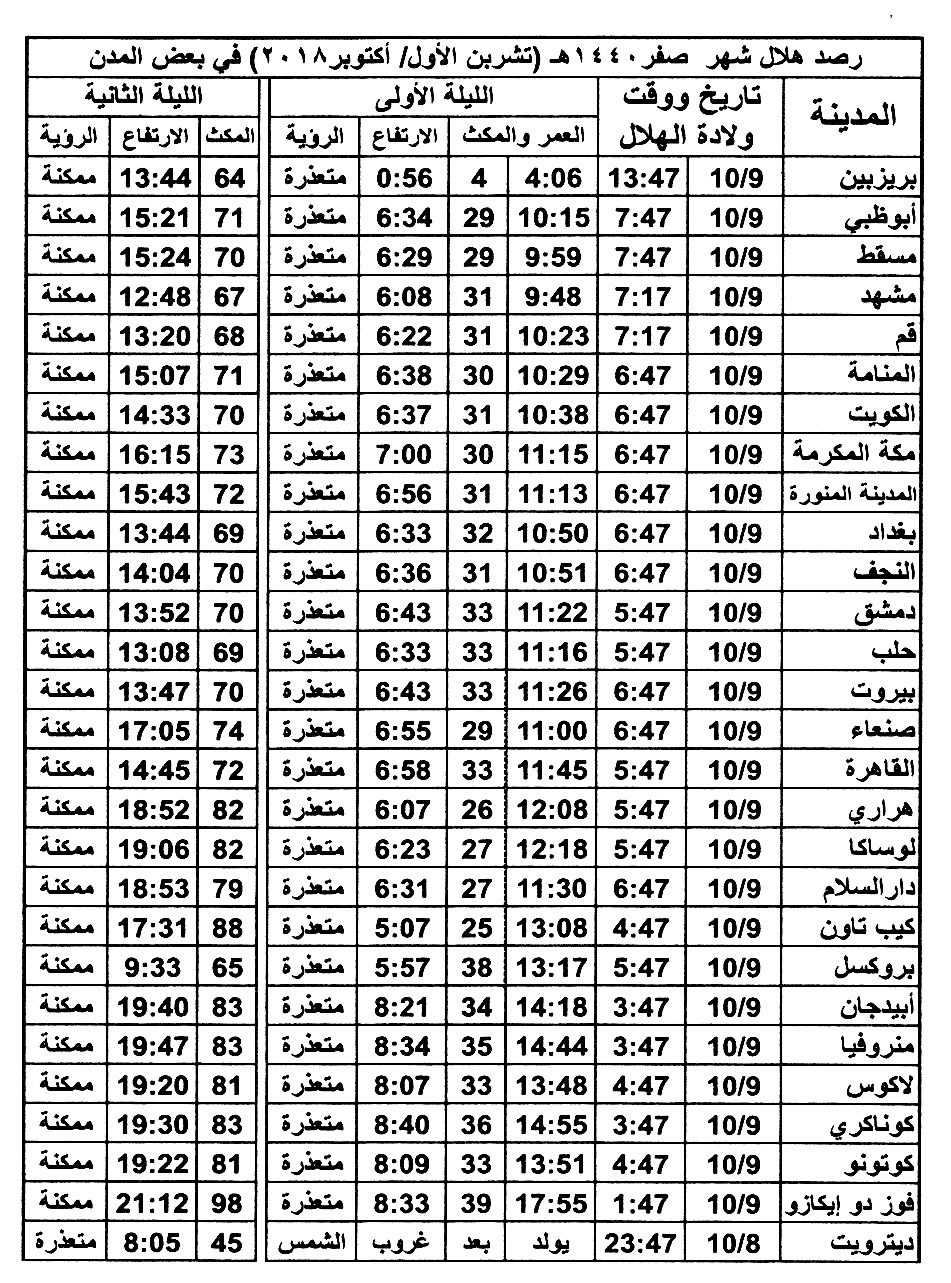 رصد هلال شهر صفر ١٤٤٠هـ (تشرين الأول/ أكتوبر ٢٠١٨) في بعض المدن
المدينة تاريخ ووقت ولادة الهلال الليلة الأولى الليلة الثانية
العمر والمكث الارتفاع الرؤية المكث الارتفاع الرؤية
بريزبين 10/9 13:47 4:06 4 0:56 متعذرة 64 13:44 ممكنة
أبوظبي 10/9 7:47 10:15 29 6:34 متعذرة 71 15:21 ممكنة
مسقط 10/9 7:47 9:59 29 6:29 متعذرة 70 15:24 ممكنة
مشهد 10/9 7:17 9:48 31 6:08 متعذرة 67 12:48 ممكنة
قم 10/9 7:17 10:23 31 6:22 متعذرة 68 13:20 ممكنة
المنامة 10/9 6:47 10:29 30 6:38 متعذرة 71 15:07 ممكنة
الكويت 10/9 6:47 10:38 31 6:37 متعذرة 70 14:33 ممكنة
مكة المكرمة 10/9 6:47 11:15 30 7:00 متعذرة 73 16:15 ممكنة
المدينة المنورة 10/9 6:47 11:13 31 6:56 متعذرة 72 15:43 ممكنة
بغداد 10/9 6:47 10:50 32 6:33 متعذرة 69 13:44 ممكنة
النجف 10/9 6:47 10:51 31 6:36 متعذرة 70 14:04 ممكنة
دمشق 10/9 5:47 11:22 33 6:43 متعذرة 70 13:52 ممكنة
حلب 10/9 5:47 11:16 33 6:33 متعذرة 69 13:08 ممكنة
بيروت 10/9 6:47 11:26 33 6:43 متعذرة 70 13:47 ممكنة
صنعاء 10/9 6:47 11:00 29 6:55 متعذرة 74 17:05 ممكنة
القاهرة 10/9 5:47 11:45 33 6:58 متعذرة 72 14:45 ممكنة
هراري 10/9 5:47 12:08 26 6:07 متعذرة 82 18:52 ممكنة
لوساكا 10/9 5:47 12:18 27 6:23 متعذرة 82 19:06 ممكنة
دارالسلام 10/9 6:47 11:30 27 6:31 متعذرة 79 18:53 ممكنة
كيب تاون 10/9 4:47 13:08 25 5:07 متعذرة 88 17:31 ممكنة
بروكسل 10/9 5:47 13:17 38 5:57 متعذرة 65 9:33 ممكنة
أبيدجان 10/9 3:47 14:18 34 8:21 متعذرة 83 19:40 ممكنة
منروفيا 10/9 3:47 14:44 35 8:34 متعذرة 83 19:47 ممكنة
لاكوس 10/9 4:47 13:48 33 8:07 متعذرة 81 19:20 ممكنة
كوناكري 10/9 3:47 14:55 36 8:40 متعذرة 83 19:30 ممكنة
كوتونو 10/9 4:47 13:51 33 8:09 متعذرة 81 19:22 ممكنة
فوز دو إيكازو 10/9 1:47 17:55 39 8:33 متعذرة 98 21:12 ممكنة
ديترويت 10/8 23:47 يولد بعد غروب الشمس 45 8:05 متعذرة